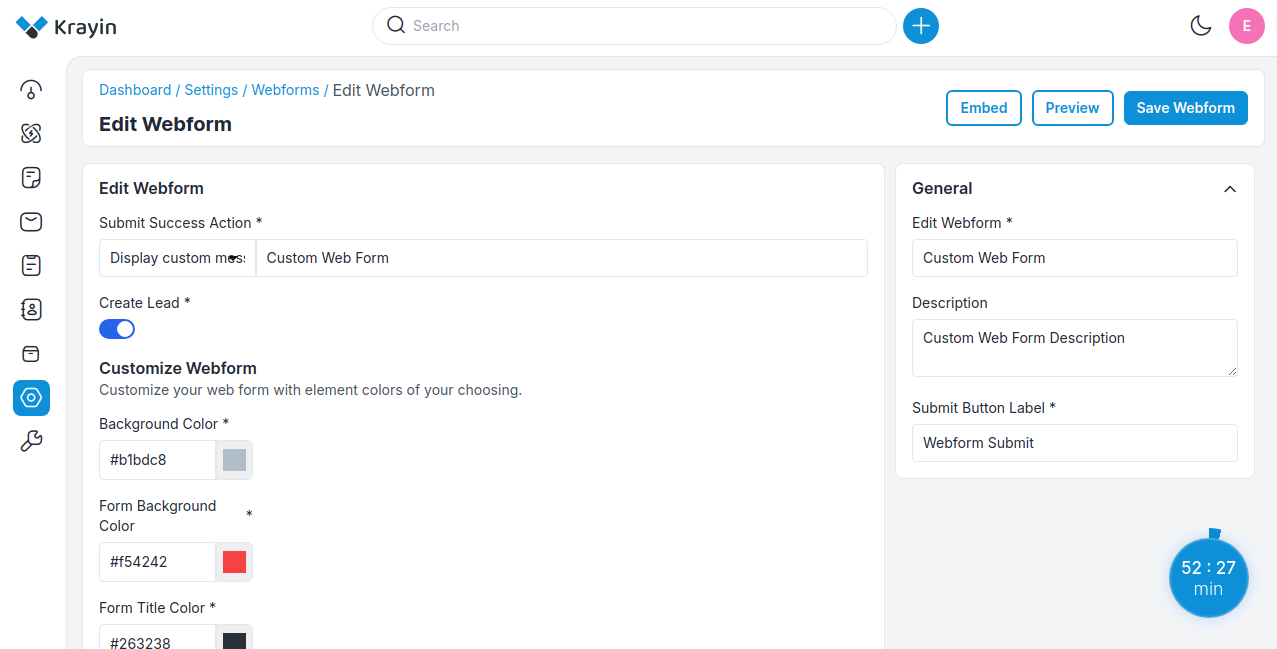 Krayin
Search
E
Dashboard / Settings / Webforms / Edit Webform
Edit Webform
Embed
Preview
Save Webform
Edit Webform
Submit Success Action *
Display custom mess
Custom Web Form
Create Lead *
Customize Webform
Customize your web form with element colors of your choosing.
Background Color *
#b1bdc8
Form Background
Color *
#f54242
Form Title Color *
#263238
General
Edit Webform *
Custom Web Form
Description
Custom Web Form Description
Submit Button Label *
Webform Submit
52 : 27
min